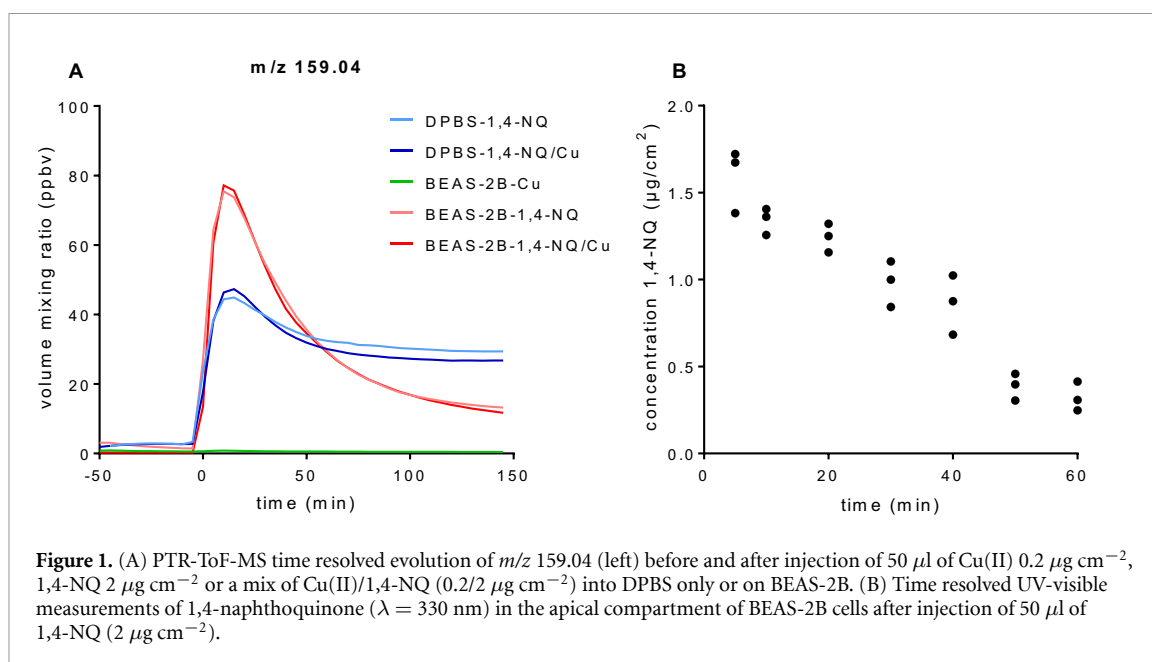 A
m/z 159.04
100
80
60
40
20
0
volume mixing ratio (ppbv)
-50
0
50
100
150
time (min)
DPBS-1,4-NQ
DPBS-1,4-NQ/Cu
BEAS-2B-Cu
BEAS-2B-1,4-NQ
BEAS-2B-1,4-NQ/Cu
B
2.0
1.5
1.0
0.5
0.0
concentration 1,4-NQ (µg/cm²)
0
20
40
60
time (min)
Figure 1. (A) PTR-ToF-MS time resolved evolution of m/z 159.04 (left) before and after injection of 50 µl of Cu(II) 0.2 µg cm⁻²,
1,4-NQ 2 µg cm⁻² or a mix of Cu(II)/1,4-NQ (0.2/2 µg cm⁻²) into DPBS only or on BEAS-2B. (B) Time resolved UV-visible
measurements of 1,4-naphthoquinone (λ = 330 nm) in the apical compartment of BEAS-2B cells after injection of 50 µl of
1,4-NQ (2 µg cm⁻²).